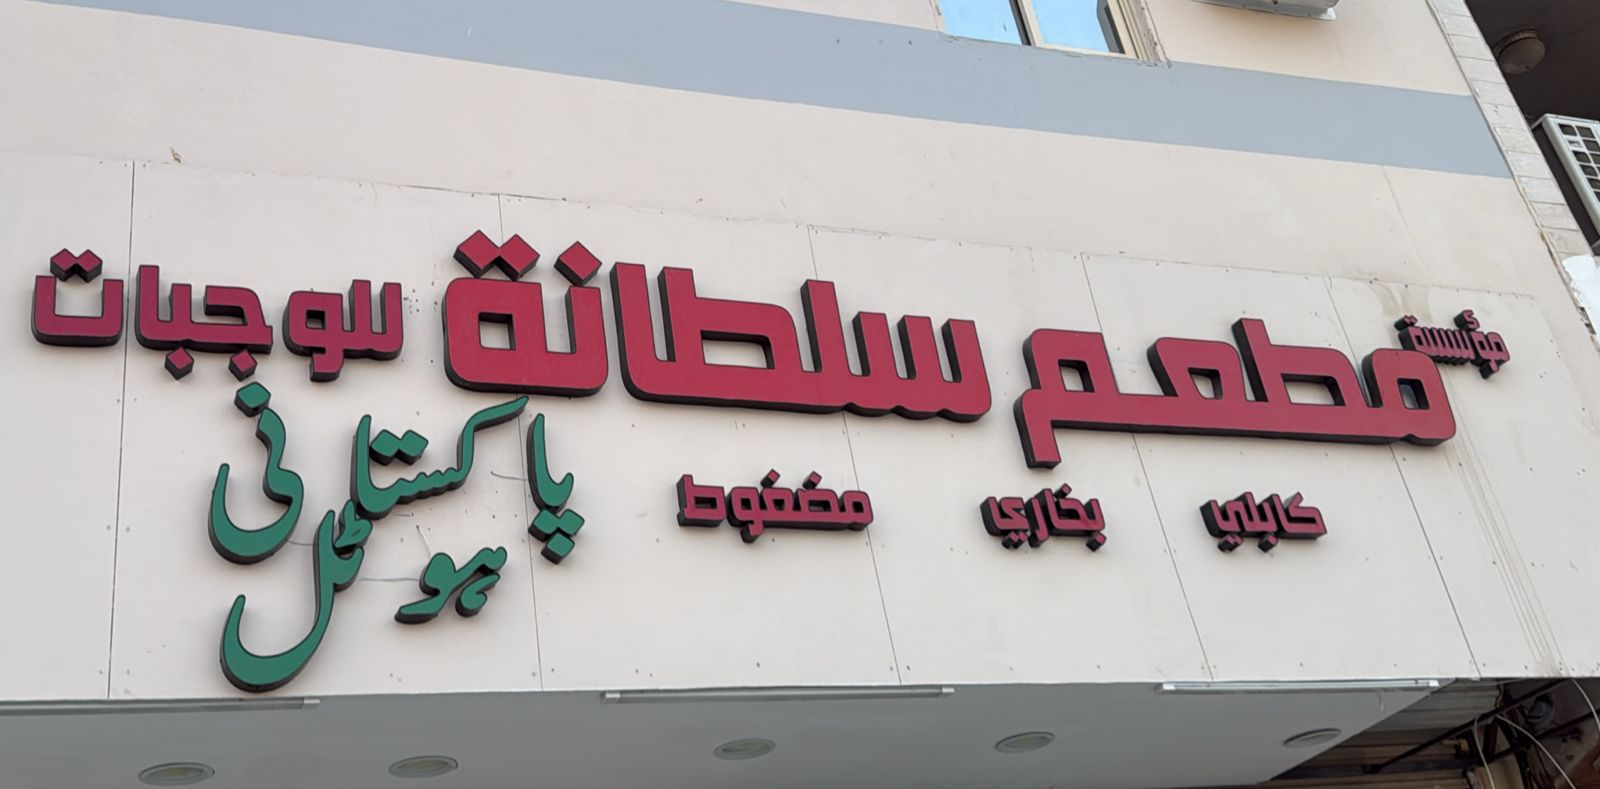 مؤسسة مطعم سلطانة للوجبات
كابلي بخاري مضغوط
پاکستانی
ہوٹل